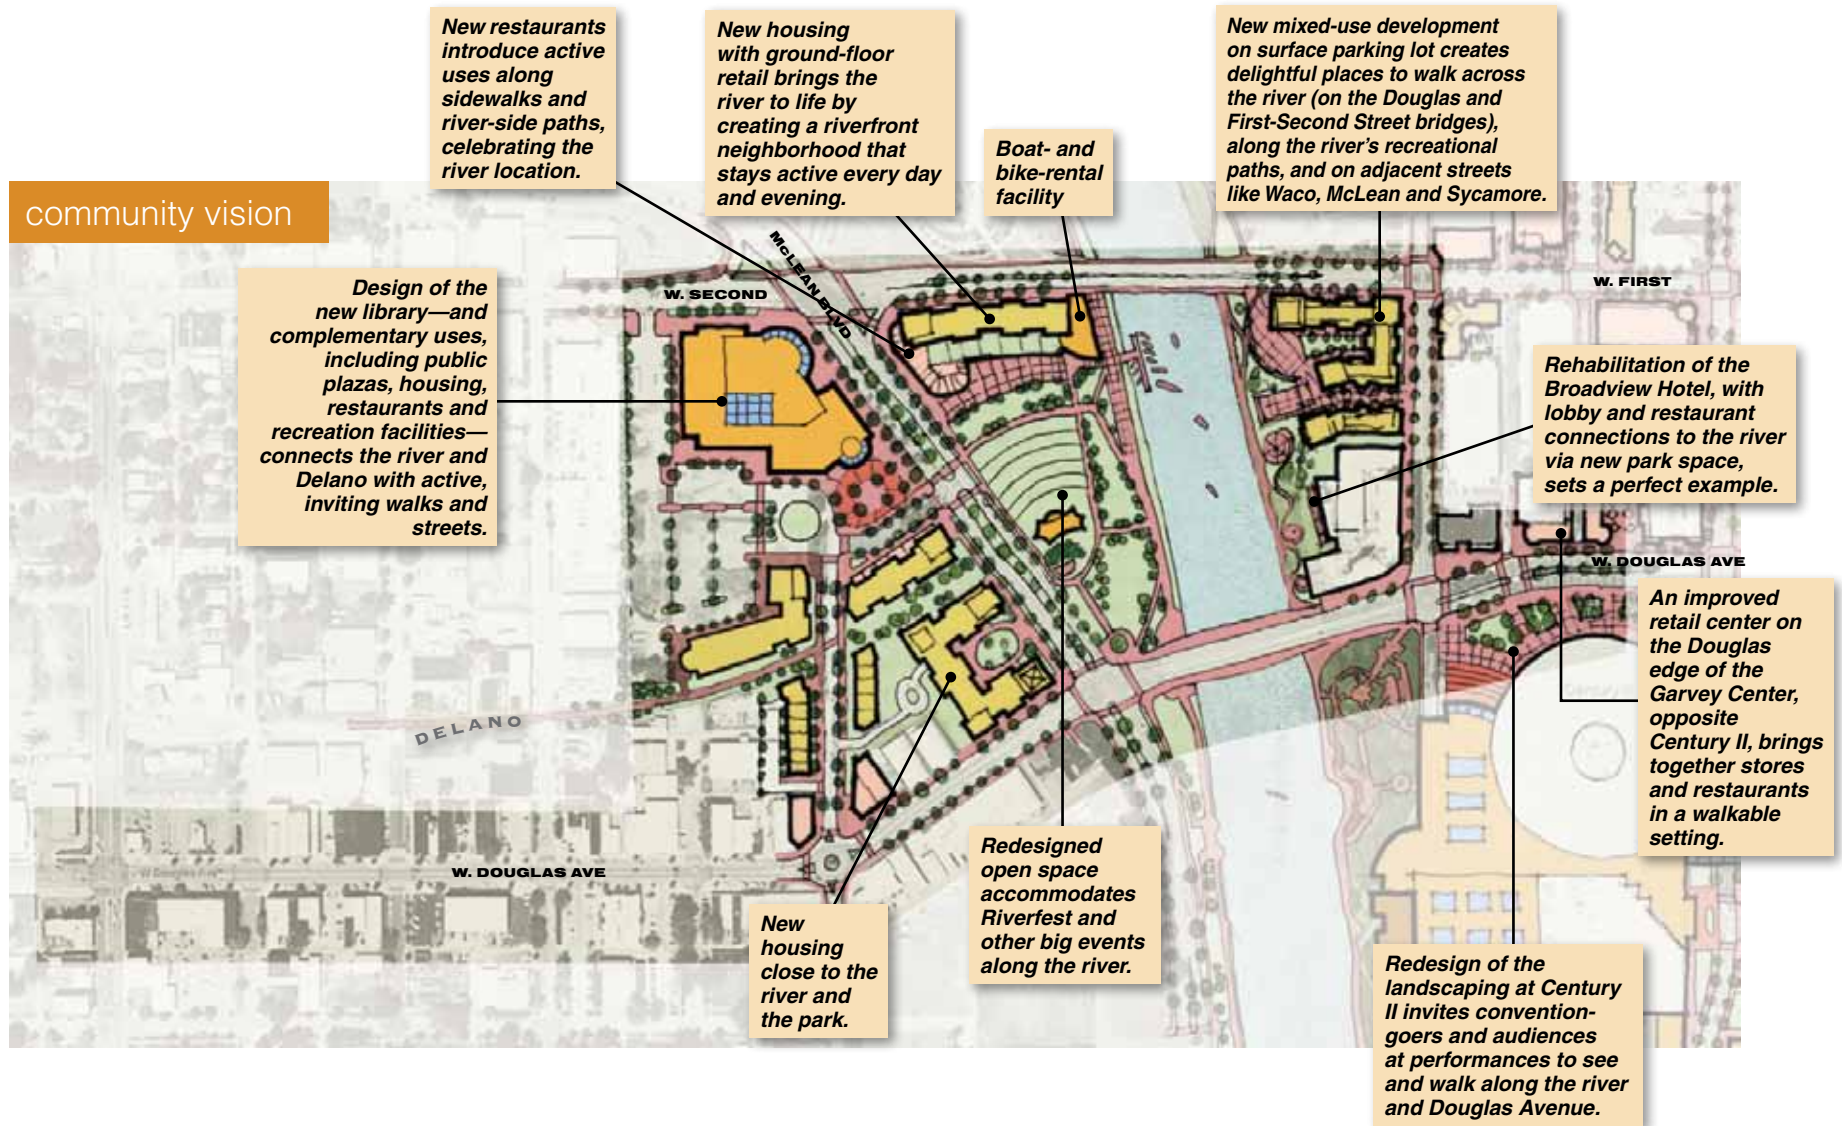 New restaurants
introduce active
uses along
sidewalks and
river-side paths,
celebrating the
river location.
New housing
with ground-floor
retail brings the
river to life by
creating a riverfront
neighborhood that
stays active every day
and evening.
Boat- and
bike-rental
facility
New mixed-use development
on surface parking lot creates
delightful places to walk across
the river (on the Douglas and
First-Second Street bridges),
along the river's recreational
paths, and on adjacent streets
like Waco, McLean and Sycamore.
community vision
Design of the
new library—and
complementary uses,
including public
plazas, housing,
restaurants and
recreation facilities—
connects the river and
Delano with active,
inviting walks and
streets.
W. SECOND
McLEAN BLVD
W. FIRST
Rehabilitation of the
Broadview Hotel, with
lobby and restaurant
connections to the river
via new park space,
sets a perfect example.
W. DOUGLAS AVE
An improved
retail center on
the Douglas
edge of the
Garvey Center,
opposite
Century II, brings
together stores
and restaurants
in a walkable
setting.
DELANO
W. DOUGLAS AVE
New
housing
close to the
river and
the park.
Redesigned
open space
accommodates
Riverfest and
other big events
along the river.
Redesign of the
landscaping at Century
II invites convention-
goers and audiences
at performances to see
and walk along the river
and Douglas Avenue.